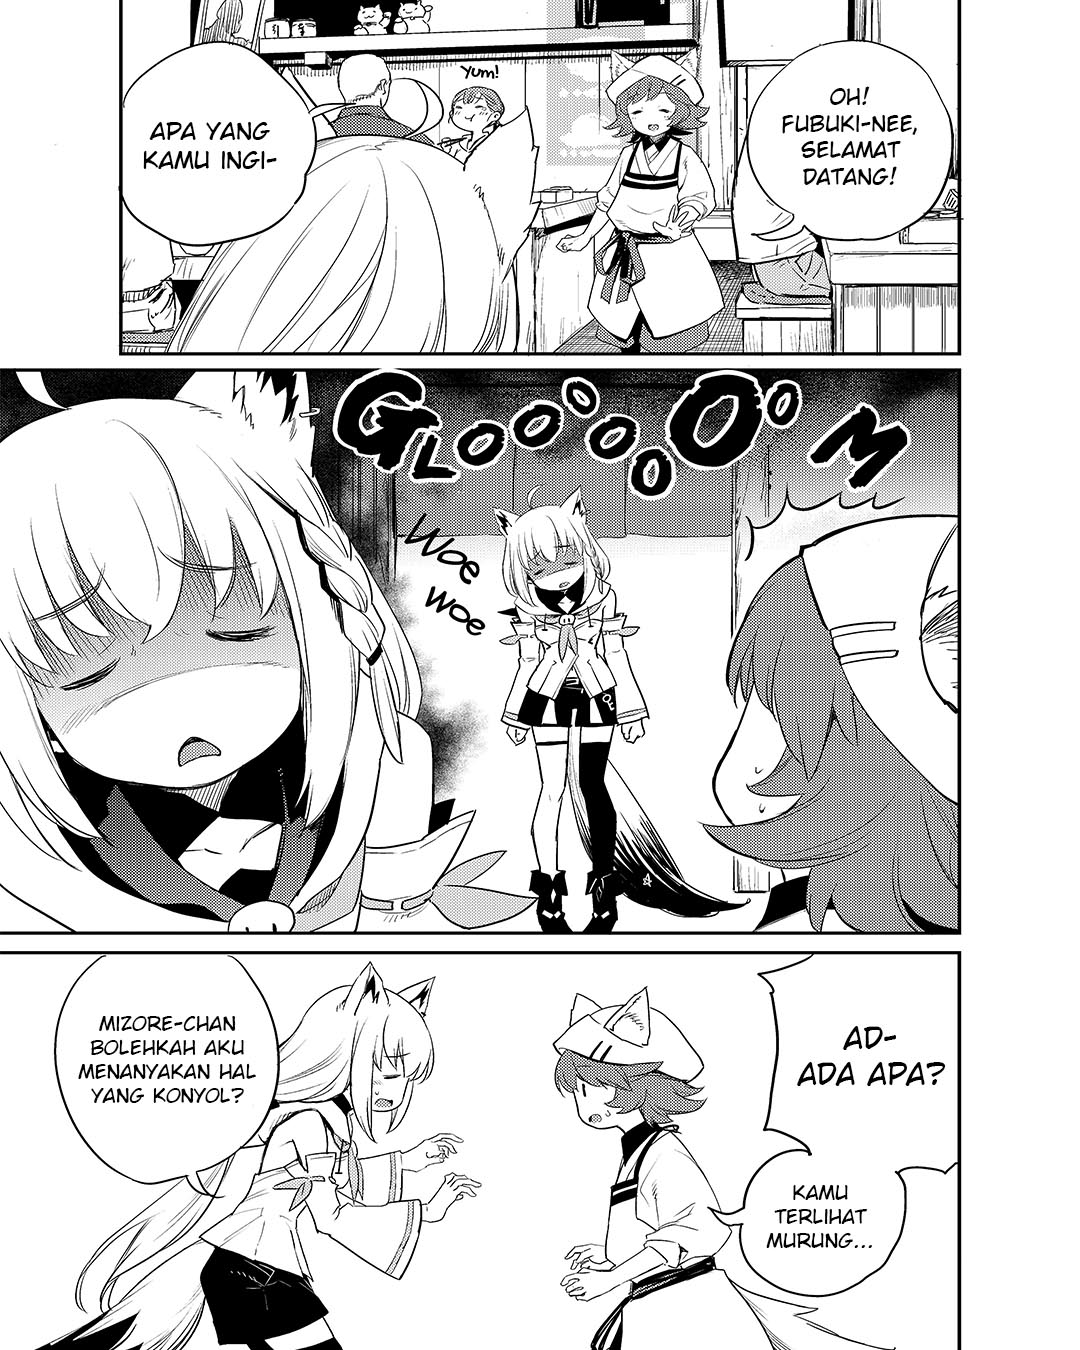 OH!
FUBUKI-NEE,
SELAMAT
DATANG!
YUM!
APA YANG
KAMU INGI-
GLOOOOOOOOM
WOE
WOE
AD-
ADA APA?
KAMU
TERLIHAT
MURUNG...
MIZORE-CHAN
BOLEHKAH AKU
MENANYAKAN HAL
YANG KONYOL?